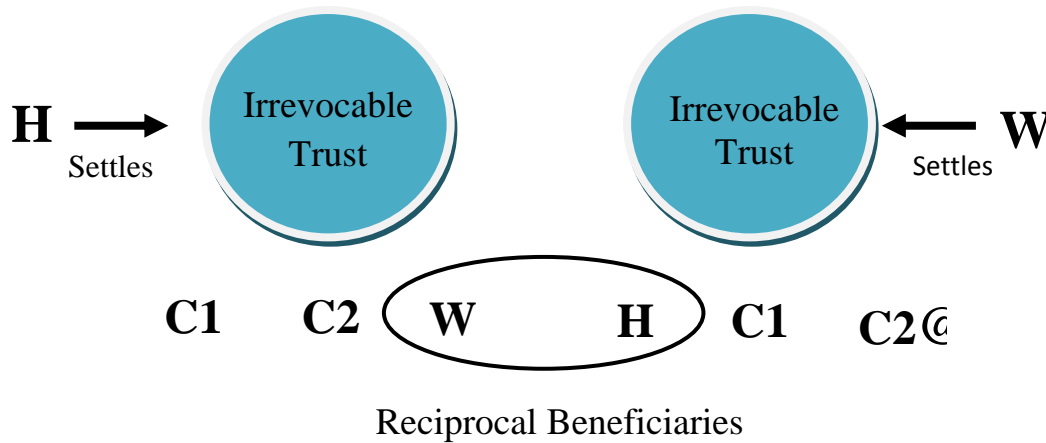 H
Settles
Irrevocable
Trust
Irrevocable
Trust
W
Settles
C1 C2 W H C1 C2@
Reciprocal Beneficiaries